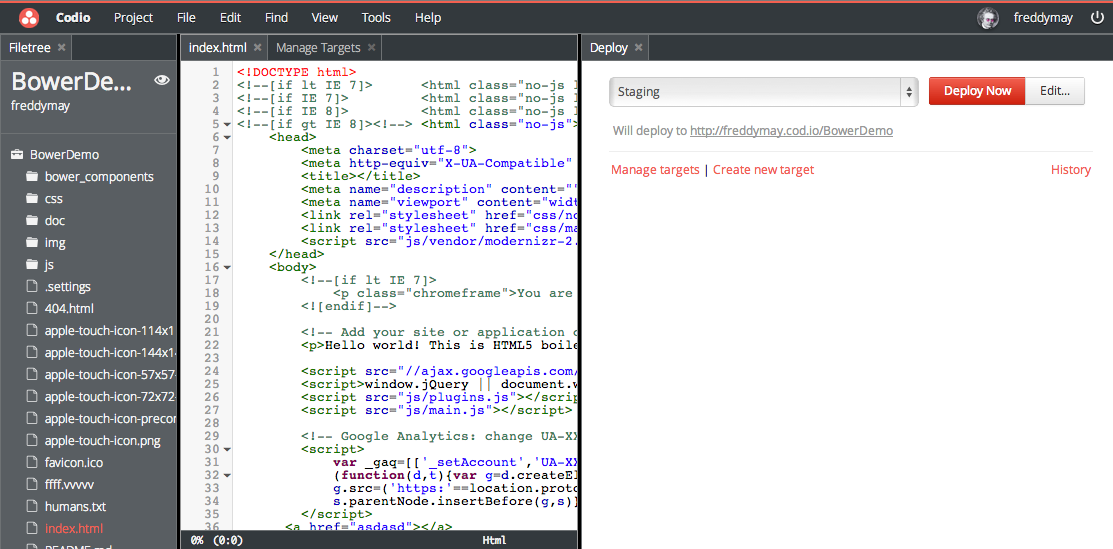 Codio Project File Edit Find View Tools Help freddymay
Filetree ×
BowerDe...
freddymay
BowerDemo
bower_components
css
doc
img
js
.settings
404.html
apple-touch-icon-114x1
apple-touch-icon-144x1
apple-touch-icon-57x57-
apple-touch-icon-72x72-
apple-touch-icon-precor
apple-touch-icon.png
favicon.ico
ffff.vvvvv
humans.txt
index.html
README.md
index.html × Manage Targets ×
1 <!DOCTYPE html>
2 <!--[if lt IE 7]> <html class="no-js l
3 <!--[if IE 7]> <html class="no-js l
4 <!--[if IE 8]> <html class="no-js l
5 <!--[if gt IE 8]><!--> <html class="no-js">
6 <head>
7 <meta charset="utf-8">
8 <meta http-equiv="X-UA-Compatible"
9 <title></title>
10 <meta name="description" content=""
11 <meta name="viewport" content="widt
12 <link rel="stylesheet" href="css/no
13 <link rel="stylesheet" href="css/ma
14 <script src="js/vendor/modernizr-2.
15 </head>
16 <body>
17 <!--[if lt IE 7]>
18 <p class="chromeframe">You are
19 <![endif]-->
20
21 <!-- Add your site or application c
22 <p>Hello world! This is HTML5 boile
23
24 <script src="//ajax.googleapis.com/
25 <script>window.jQuery || document.w
26 <script src="js/plugins.js"></scrip
27 <script src="js/main.js"></script>
28
29 <!-- Google Analytics: change UA-XX
30 <script>
31 var _gaq=[['_setAccount','UA-XX
32 (function(d,t){var g=d.createEl
33 g.src=('https:'==location.proto
34 s.parentNode.insertBefore(g,s)}
35 </script>
36 <a href="asdasd"></a>
0% (0:0) Html
Deploy ×
Staging Deploy Now Edit...
Will deploy to http://freddymay.cod.io/BowerDemo
Manage targets | Create new target History